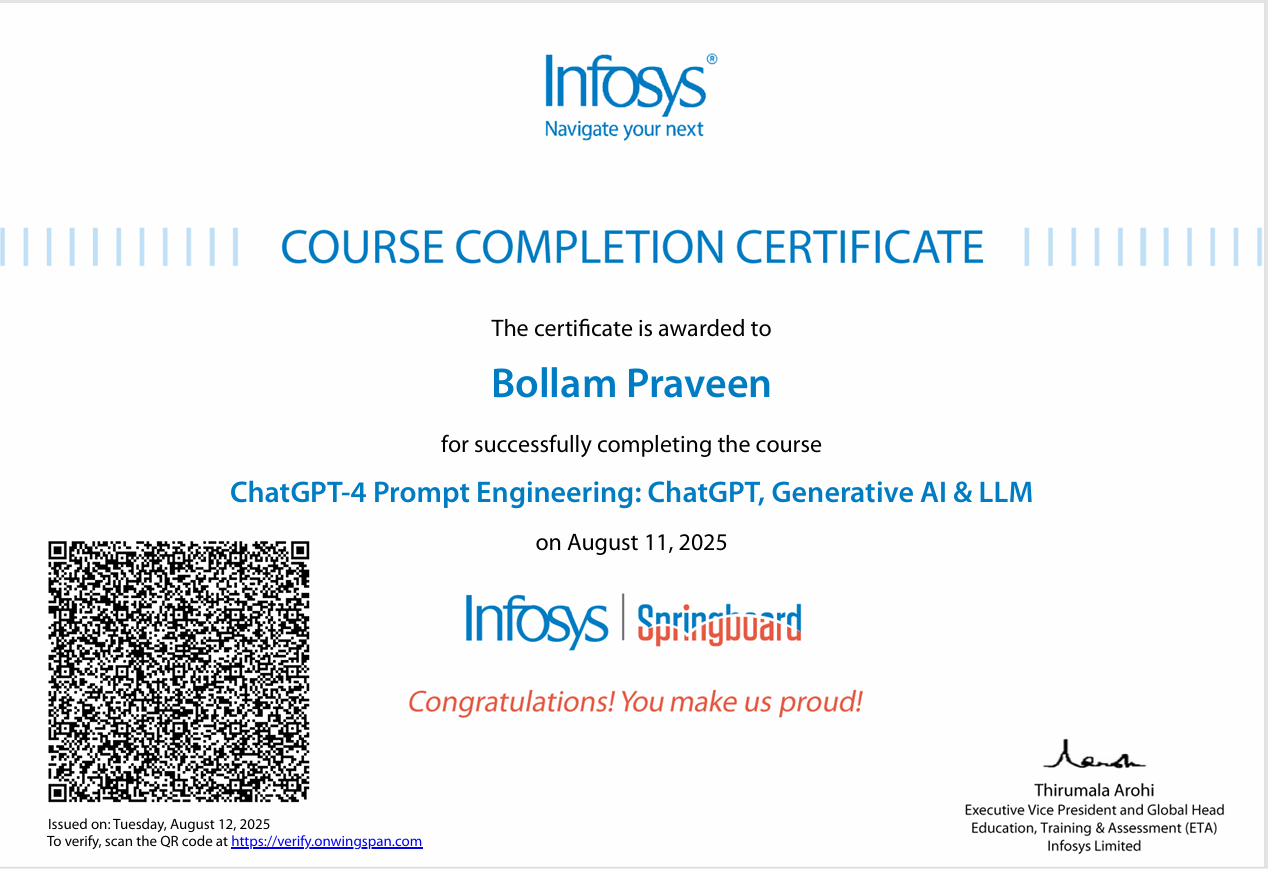 Infosys®
Navigate your next
COURSE COMPLETION CERTIFICATE
The certificate is awarded to
Bollam Praveen
for successfully completing the course
ChatGPT-4 Prompt Engineering: ChatGPT, Generative AI & LLM
on August 11, 2025
Infosys | Springboard
Congratulations! You make us proud!
Thirumala Arohi
Executive Vice President and Global Head
Education, Training & Assessment (ETA)
Infosys Limited
Issued on: Tuesday, August 12, 2025
To verify, scan the QR code at https://verify.onwingspan.com